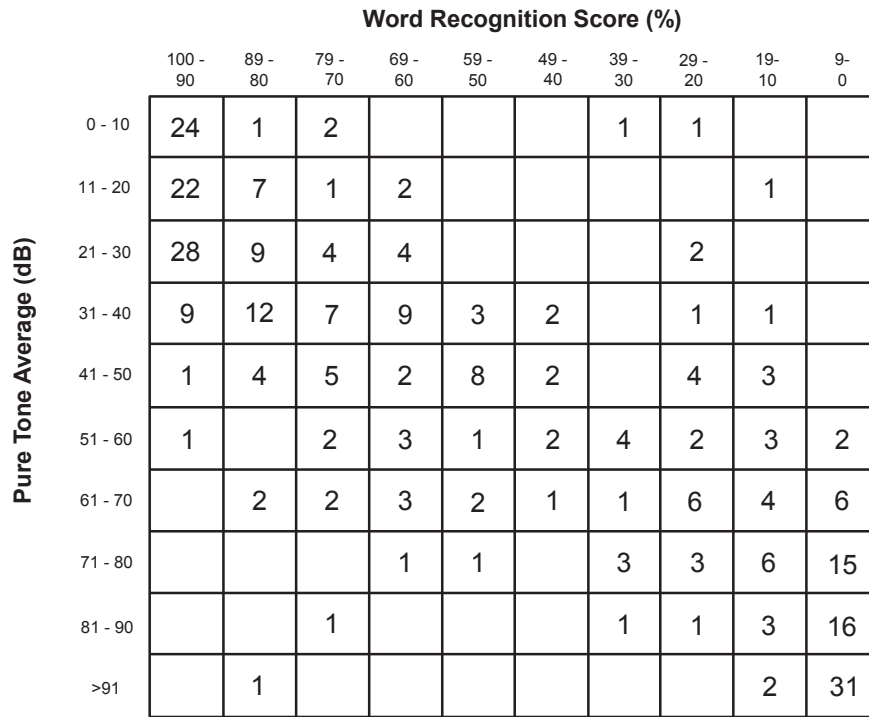 Word Recognition Score (%)
100 - 89 - 79 - 69 - 59 - 49 - 39 - 29 - 19- 9-
90 80 70 60 50 40 30 20 10 0
Pure Tone Average (dB)
0 - 10 24 1 2 1 1
11 - 20 22 7 1 2 1
21 - 30 28 9 4 4 2
31 - 40 9 12 7 9 3 2 1 1
41 - 50 1 4 5 2 8 2 4 3
51 - 60 1 2 3 1 2 4 2 3 2
61 - 70 2 2 3 2 1 1 6 4 6
71 - 80 1 1 3 3 6 15
81 - 90 1 1 1 3 16
>91 1 2 31